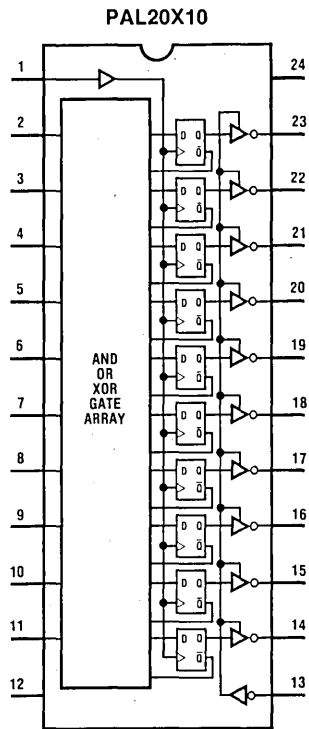 PAL20X10
1
24
2
D Q
Q̅
23
3
D Q
Q̅
22
4
D Q
Q̅
21
5
D Q
Q̅
20
6
D Q
Q̅
19
AND
OR
XOR
GATE
ARRAY
7
D Q
Q̅
18
8
D Q
Q̅
17
9
D Q
Q̅
16
10
D Q
Q̅
15
11
D Q
Q̅
14
12
13